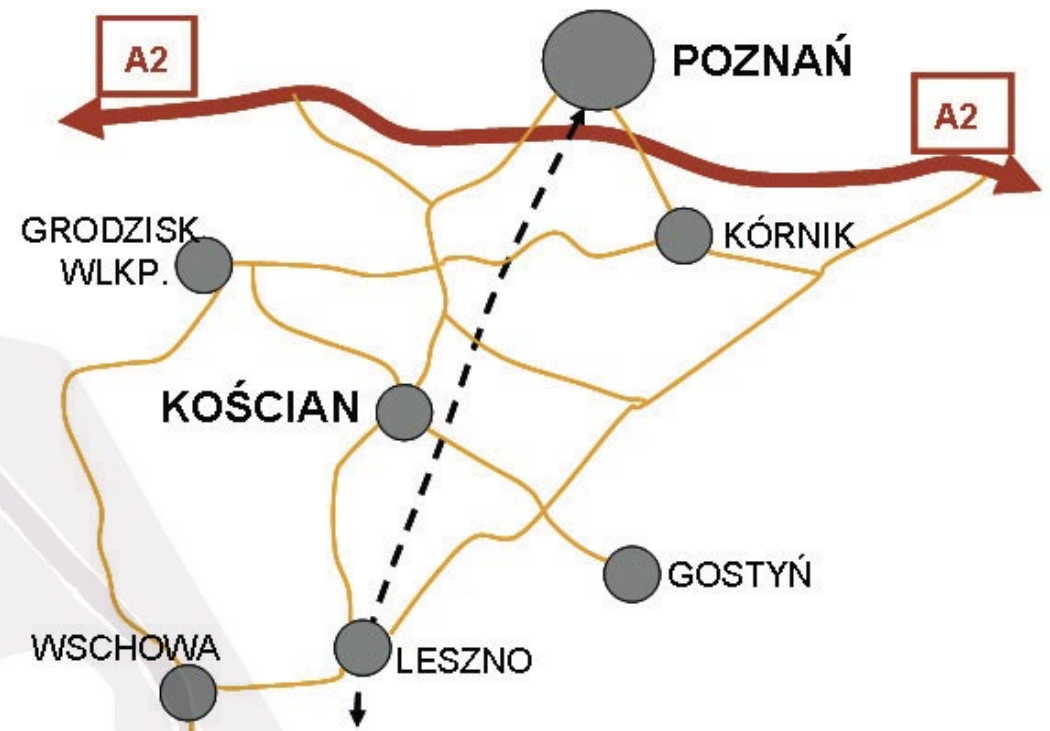 A2
POZNAŃ
A2
GRODZISK
WLKP.
KÓRNIK
KOŚCIAN
GOSTYŃ
WSCHOWA
LESZNO